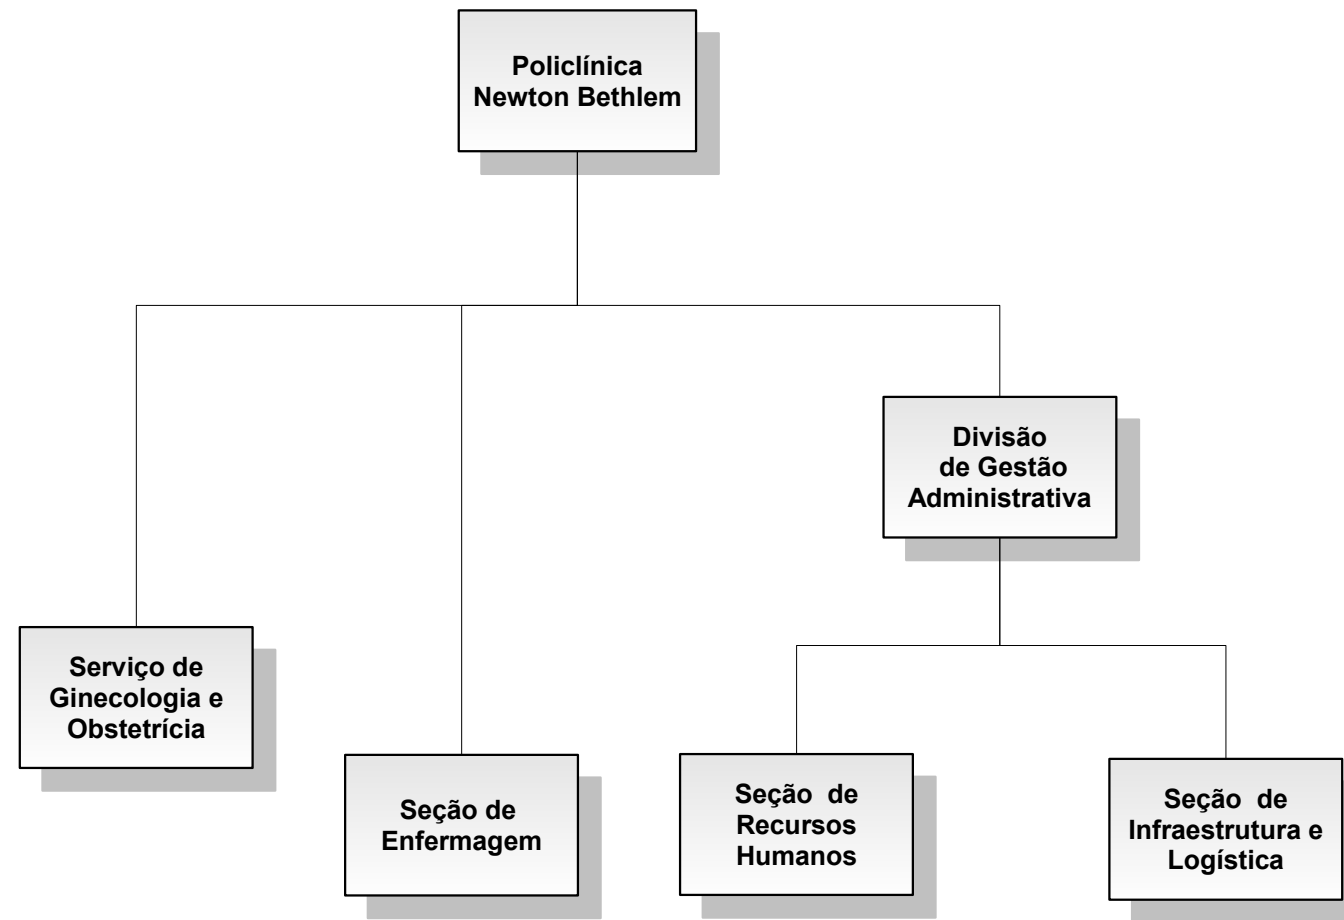 Policlínica
Newton Bethlem
Divisão
de Gestão
Administrativa
Serviço de
Ginecologia e
Obstetrícia
Seção de
Enfermagem
Seção de
Recursos
Humanos
Seção de
Infraestrutura e
Logística